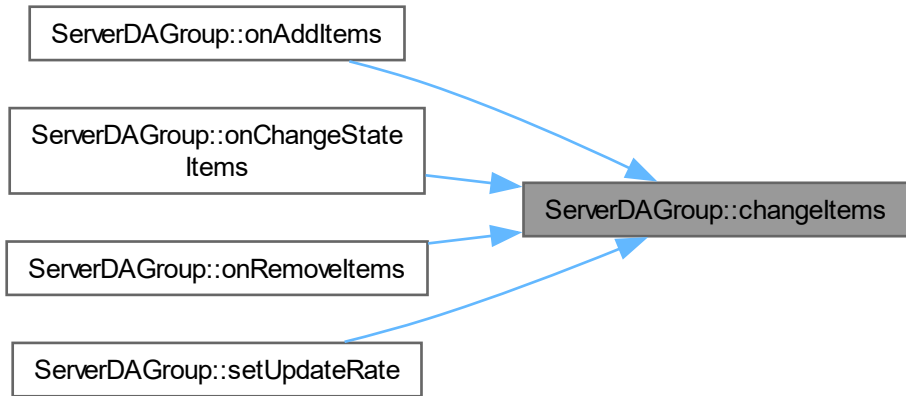 ServerDAGroup::onAddItems
ServerDAGroup::onChangeState
Items
ServerDAGroup::changeItems
ServerDAGroup::onRemoveItems
ServerDAGroup::setUpdateRate